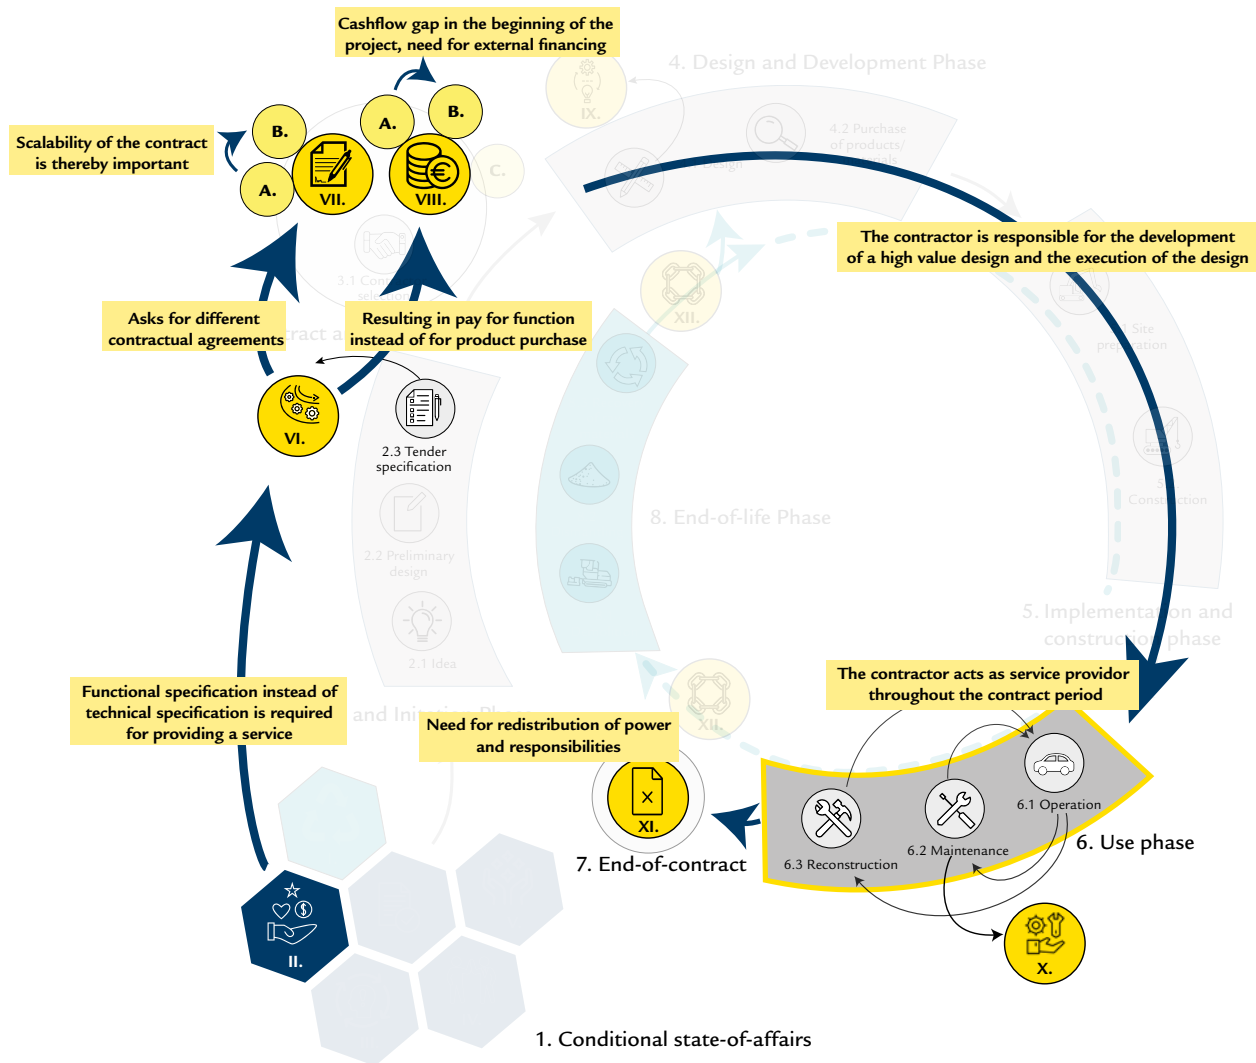 Cashflow gap in the beginning of the
project, need for external financing
4. Design and Development Phase
IX.
B.
A.
B.
A.
VII.
VIII.
C.
Scalability of the contract
is thereby important
4.2 Purchase
of products/
The contractor is responsible for the development
of a high value design and the execution of the design
3.1
XII.
Asks for different
contractual agreements
Resulting in pay for function
instead of for product purchase
Site
VI.
2.3 Tender
specification
2.2 Preliminary
design
2.1 Idea
8. End-of-life Phase
Construction
5. Implementation and
construction phase
Functional specification instead of
technical specification is required
for providing a service
and
The contractor acts as service providor
throughout the contract period
Need for redistribution of power
and responsibilities
XII.
X
XI.
7. End-of-contract
6.1 Operation
6.2 Maintenance
6.3 Reconstruction
6. Use phase
X.
$
II.
1. Conditional state-of-affairs